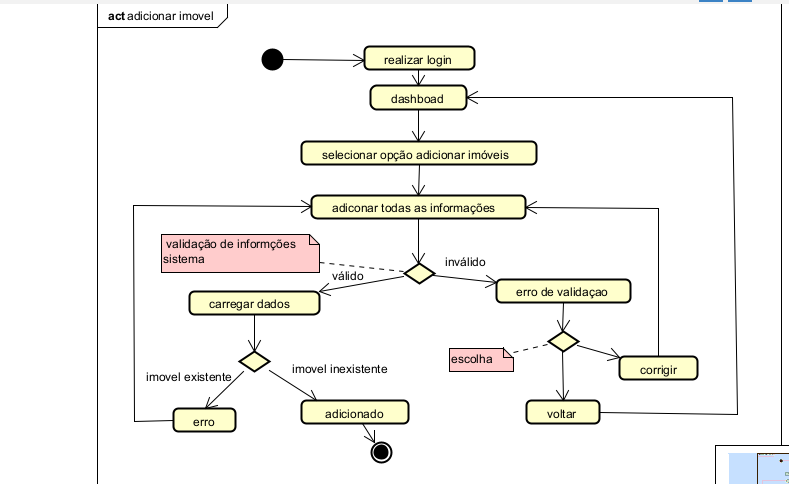 act adicionar imovel
realizar login
dashboad
selecionar opção adicionar imóveis
adiconar todas as informações
validação de informções
sistema
válido
inválido
carregar dados
erro de validaçao
escolha
imovel existente
imovel inexistente
corrigir
erro
adicionado
voltar